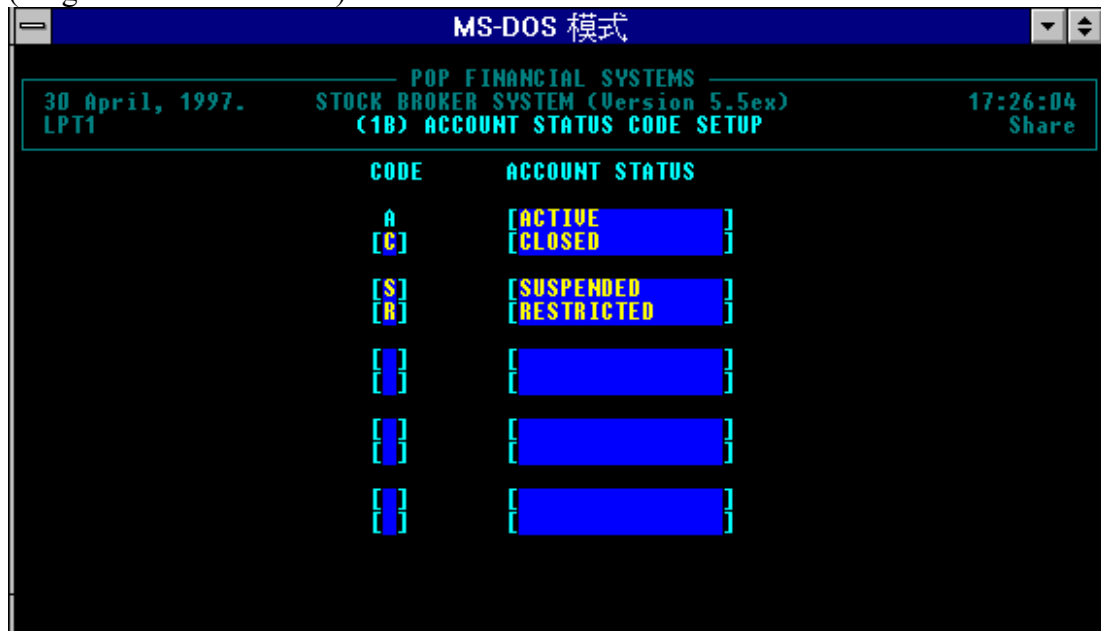 MS-DOS 模式
POP FINANCIAL SYSTEMS
30 April, 1997. STOCK BROKER SYSTEM (Version 5.5ex) 17:26:04
LPT1 (1B) ACCOUNT STATUS CODE SETUP Share
CODE ACCOUNT STATUS
A [ACTIVE ]
[C] [CLOSED ]
[S] [SUSPENDED ]
[R] [RESTRICTED ]
[ ] [ ]
[ ] [ ]
[ ] [ ]
[ ] [ ]
[ ] [ ]
[ ] [ ]